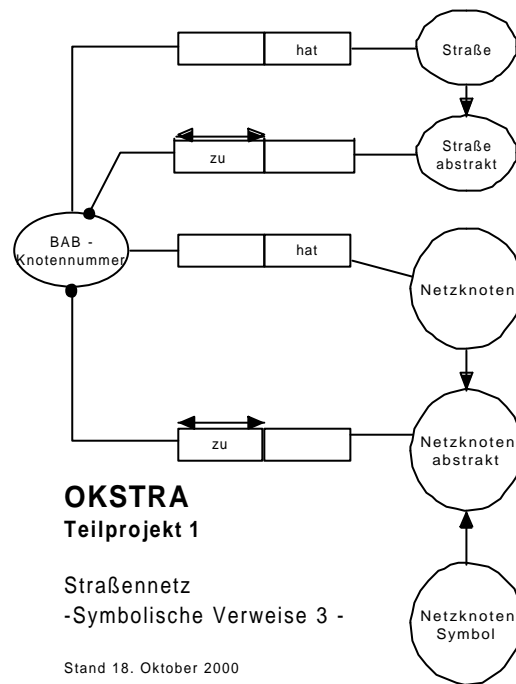 hat
Straße
zu
Straße
abstrakt
BAB -
Knotennummer
hat
Netzknoten
zu
Netzknoten
abstrakt
OKSTRA
Teilprojekt 1
Straßennetz
-Symbolische Verweise 3 -
Netzknoten
Symbol
Stand 18. Oktober 2000